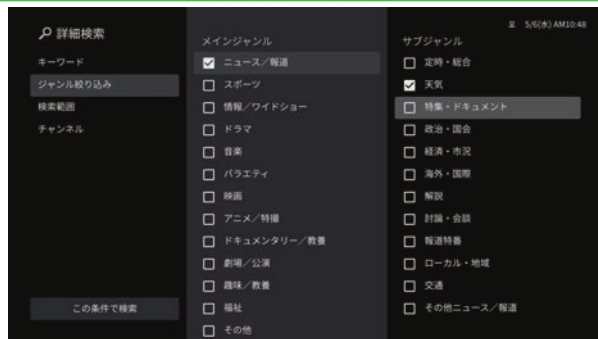 5/6(水) AM10:48
詳細検索
キーワード
ジャンル絞り込み
検索範囲
チャンネル
この条件で検索
メインジャンル
ニュース／報道
スポーツ
情報／ワイドショー
ドラマ
音楽
バラエティ
映画
アニメ／特撮
ドキュメンタリー／教養
劇場／公演
趣味／教養
福祉
その他
サブジャンル
定時・総合
天気
特集・ドキュメント
政治・国会
経済・市況
海外・国際
解説
討論・会談
報道特番
ローカル・地域
交通
その他ニュース／報道